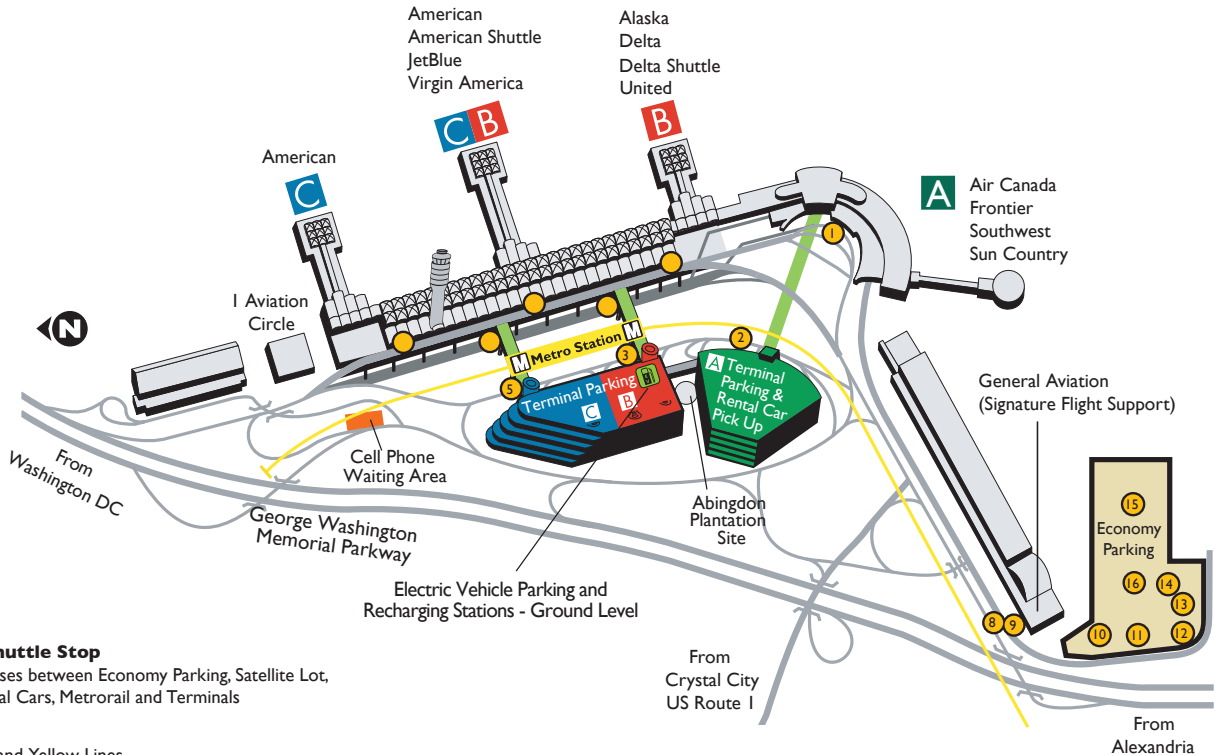 American
American Shuttle
JetBlue
Virgin America
Alaska
Delta
Delta Shuttle
United
C B
B
American
C
A
Air Canada
Frontier
Southwest
Sun Country
1
1 Aviation
Circle
N
M Metro Station M
2
3
5
A Terminal
Parking &
Rental Car
Pick Up
Terminal Parking
C
B
General Aviation
(Signature Flight Support)
Cell Phone
Waiting Area
From
Washington DC
George Washington
Memorial Parkway
Abingdon
Plantation
Site
Electric Vehicle Parking and
Recharging Stations - Ground Level
15
Economy
Parking
16
14
13
8
9
10
11
12
From
Crystal City
US Route 1
From
Alexandria
Stop
between Economy Parking, Satellite Lot,
Cars, Metrorail and Terminals
and Yellow Lines